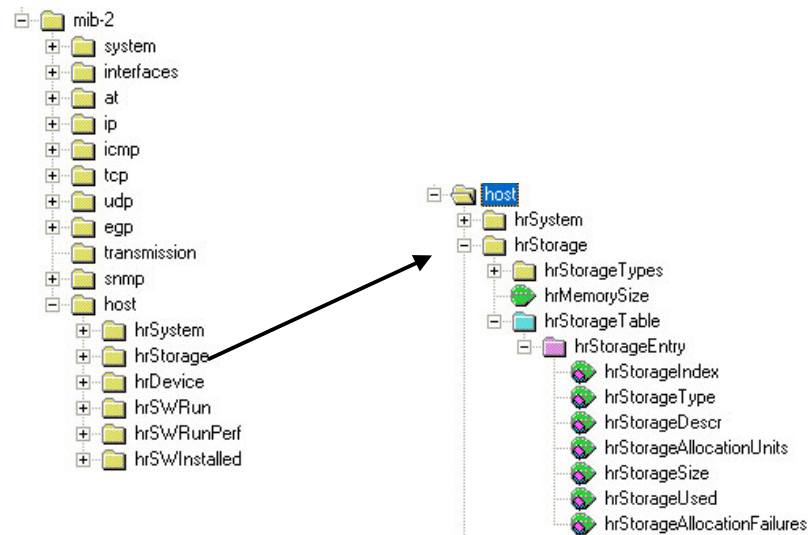 mib-2
system
interfaces
at
ip
icmp
tcp
udp
egp
transmission
snmp
host
hrSystem
hrStorage
hrDevice
hrSWRun
hrSWRunPerf
hrSWInstalled
host
hrSystem
hrStorage
hrStorageTypes
hrMemorySize
hrStorageTable
hrStorageEntry
hrStorageIndex
hrStorageType
hrStorageDescr
hrStorageAllocationUnits
hrStorageSize
hrStorageUsed
hrStorageAllocationFailures